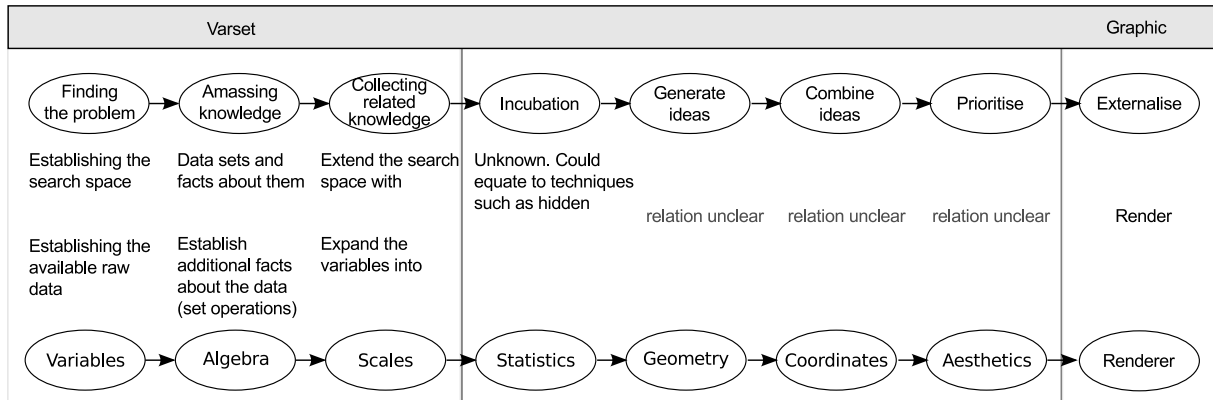 Varset
Graphic
Finding
the problem
Amassing
knowledge
Collecting
related
knowledge
Incubation
Generate
ideas
Combine
ideas
Prioritise
Externalise
Establishing the
search space
Data sets and
facts about them
Extend the search
space with
Unknown. Could
equate to techniques
such as hidden
relation unclear
relation unclear
relation unclear
Render
Establishing the
available raw
data
Establish
additional facts
about the data
(set operations)
Expand the
variables into
Variables
Algebra
Scales
Statistics
Geometry
Coordinates
Aesthetics
Renderer